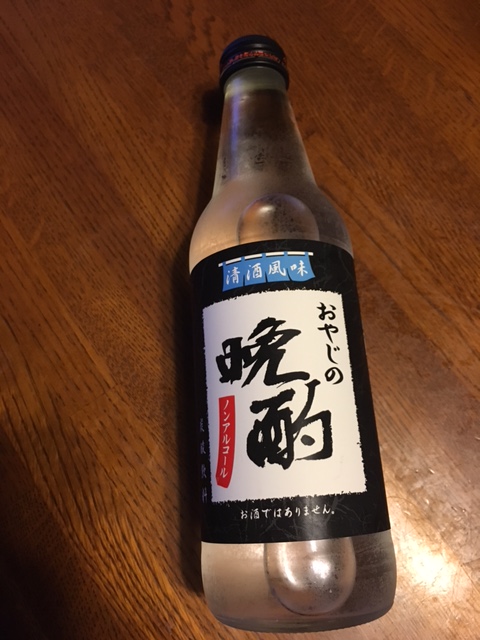 清酒風味
おやじの
晩酌
ノンアルコール
炭酸飲料
お酒ではありません。